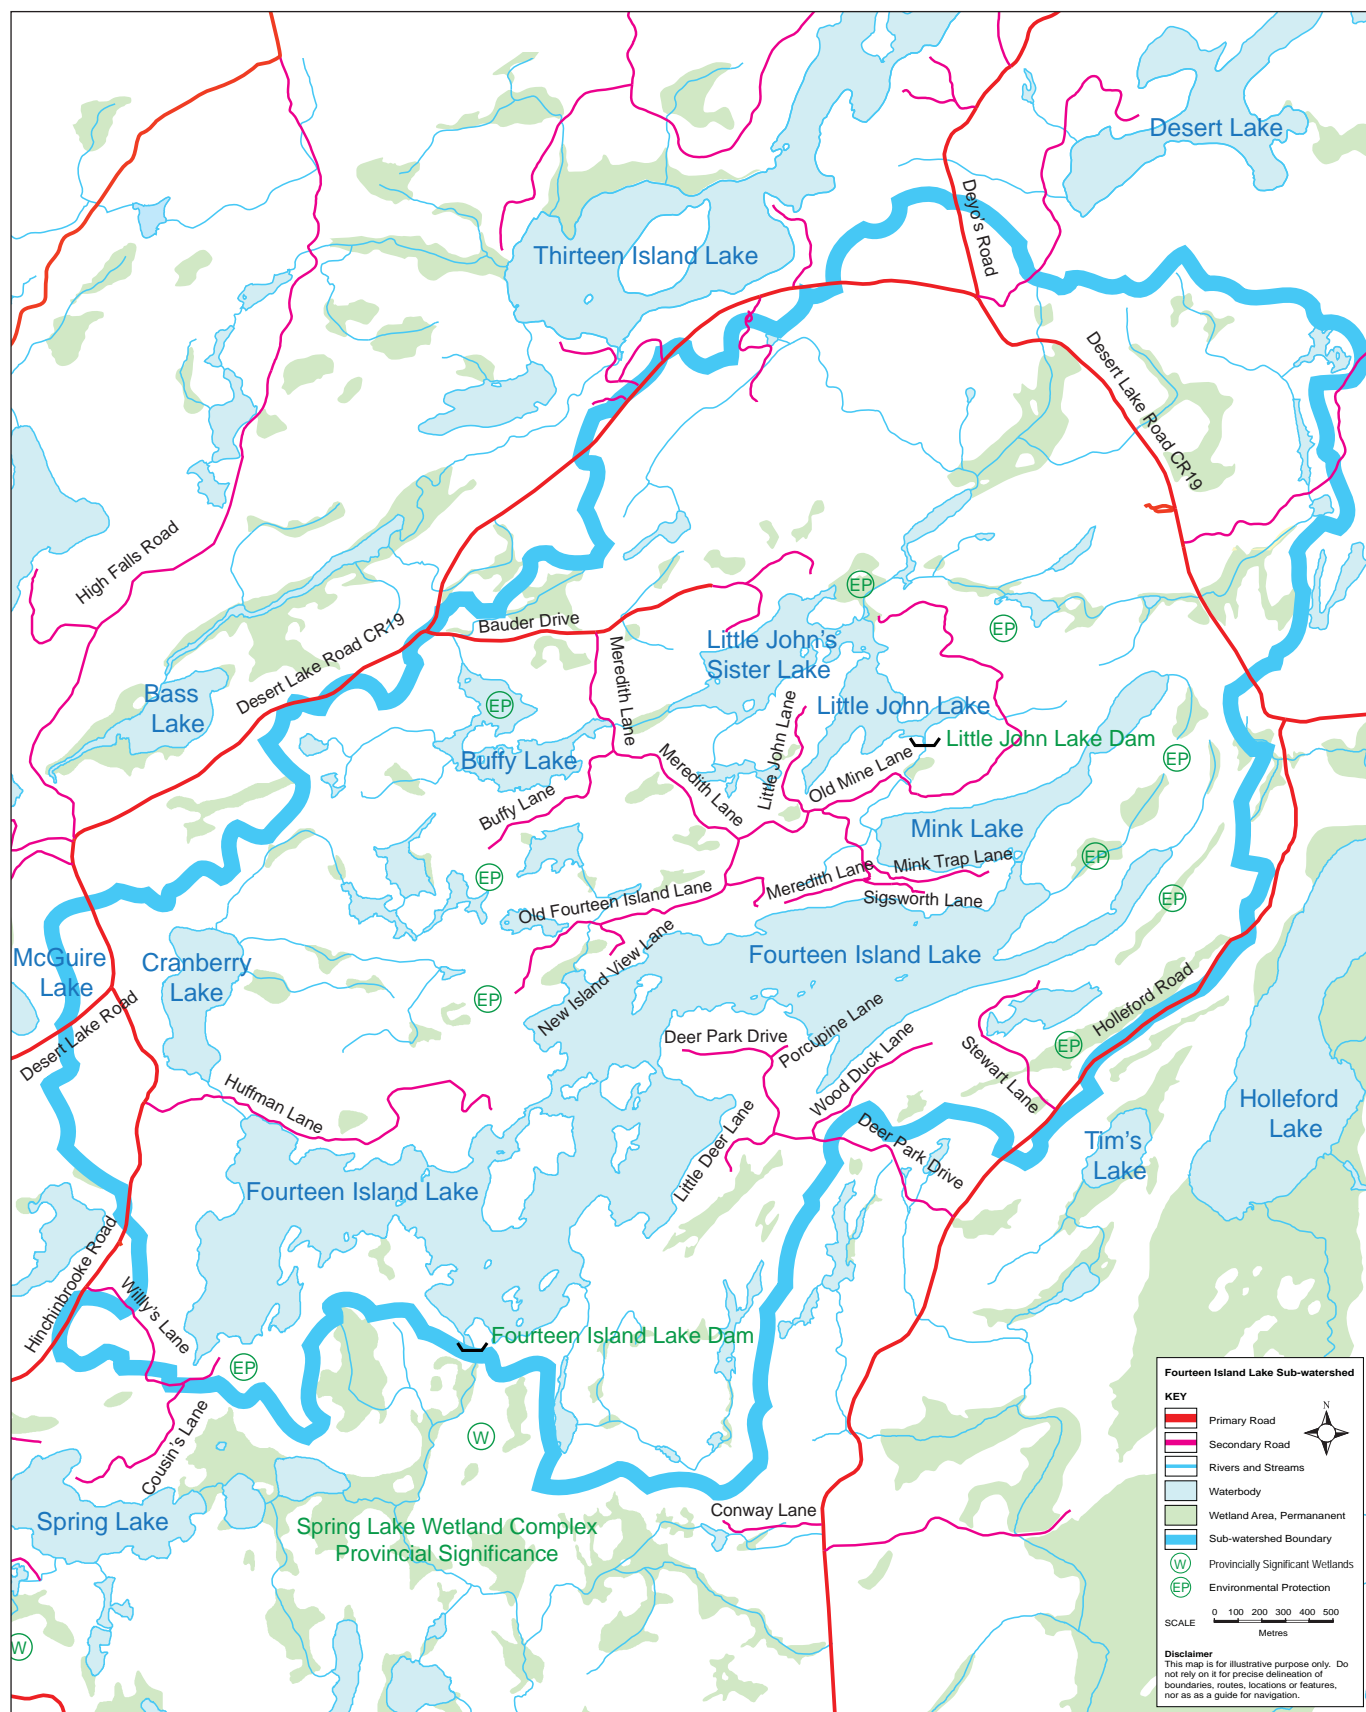 Desert Lake
Deyo's Road
Thirteen Island Lake
Desert Lake Road CR19
High Falls Road
EP
EP
Bauder Drive
Desert Lake Road CR19
Meredith Lane
Little John's
Sister Lake
Bass
Lake
EP
Little John Lake
Little John Lake Dam
Buffy Lake
Meredith Lane
Little John Lane
Old Mine Lane
EP
Buffy Lane
Mink Lake
Mink Trap Lane
EP
EP
Meredith Lane
Old Fourteen Island Lane
Sigsworth Lane
EP
New Island View Lane
McGuire
Lake
Cranberry
Lake
Fourteen Island Lake
EP
Desert Lake Road
Holleford Road
Porcupine Lane
Deer Park Drive
Wood Duck Lane
Stewart Lane
EP
Huffman Lane
Holleford
Lake
Little Deer Lane
Deer Park Drive
Tim's
Lake
Fourteen Island Lake
Hinchinbrooke Road
Willy's Lane
Fourteen Island Lake Dam
EP
Cousin's Lane
W
Spring Lake
Spring Lake Wetland Complex
Provincial Significance
Conway Lane
W
Fourteen Island Lake Sub-watershed
KEY
N
Primary Road
Secondary Road
Rivers and Streams
Waterbody
Wetland Area, Permananent
Sub-watershed Boundary
W Provincially Significant Wetlands
EP Environmental Protection
SCALE 0 100 200 300 400 500
Metres
Disclaimer
This map is for illustrative purpose only. Do
not rely on it for precise delineation of
boundaries, routes, locations or features,
nor as as a guide for navigation.